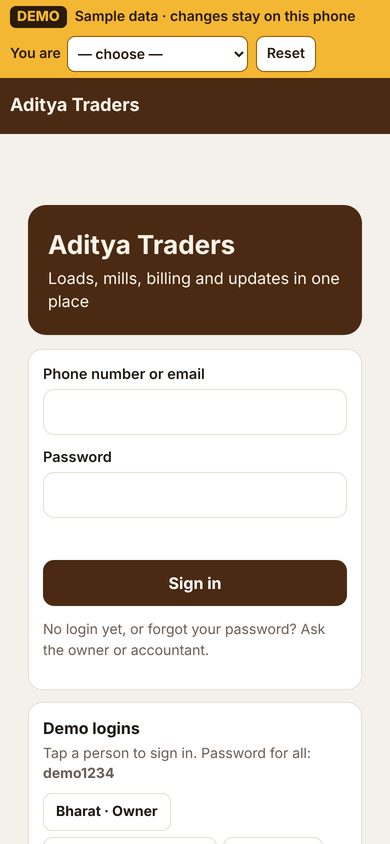 DEMO Sample data · changes stay on this phone
You are — choose — Reset
Aditya Traders
Aditya Traders
Loads, mills, billing and updates in one
place
Phone number or email
Password
Sign in
No login yet, or forgot your password? Ask
the owner or accountant.
Demo logins
Tap a person to sign in. Password for all:
demo1234
Bharat · Owner